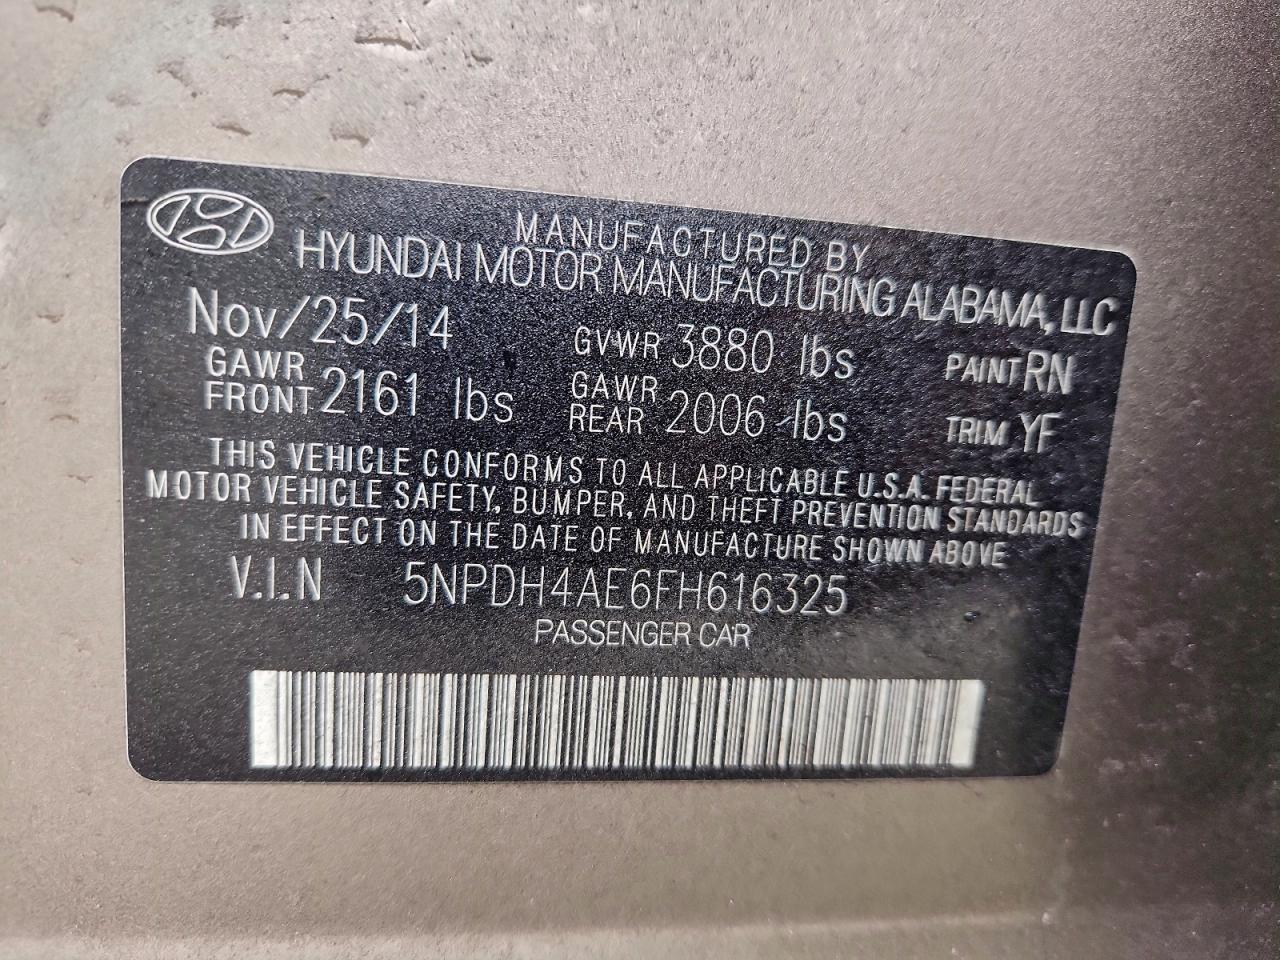 MANUFACTURED BY
HYUNDAI MOTOR MANUFACTURING ALABAMA, LLC
Nov/25/14 GVWR 3880 lbs PAINT RN
GAWR FRONT 2161 lbs GAWR REAR 2006 lbs TRIM YF
THIS VEHICLE CONFORMS TO ALL APPLICABLE U.S.A. FEDERAL
MOTOR VEHICLE SAFETY, BUMPER, AND THEFT PREVENTION STANDARDS
IN EFFECT ON THE DATE OF MANUFACTURE SHOWN ABOVE
V.I.N 5NPDH4AE6FH616325
PASSENGER CAR